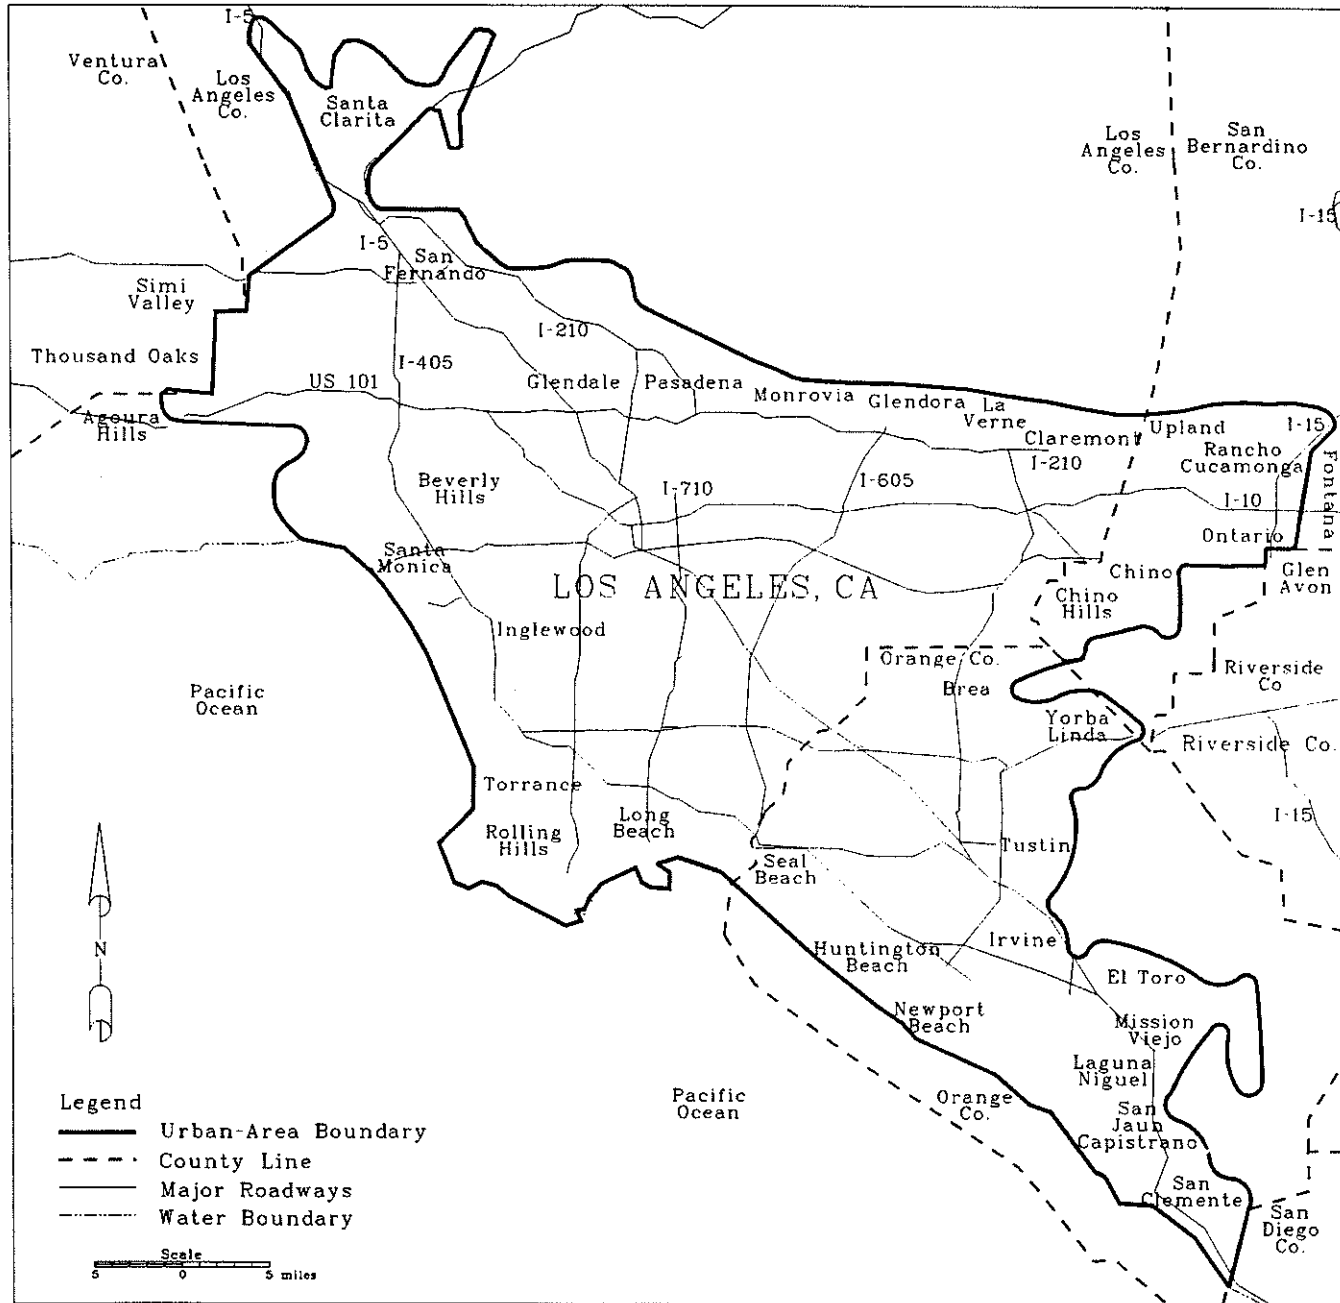 I-5
Ventura
Co.
Los
Angeles
Co.
Santa
Clarita
Los
Angeles
Co.
San
Bernardino
Co.
I-15
I-5
San
Fernando
Simi
Valley
I-210
Thousand Oaks
I-405
US 101
Glendale
Pasadena
Monrovia
Glendora
La
Verne
Claremont
Upland
I-15
Agoura
Hills
Rancho
Cucamonga
Fontana
I-210
Beverly
Hills
I-710
I-605
I-10
Ontario
Santa
Monica
LOS ANGELES, CA
Chino
Glen
Avon
Chino
Hills
Inglewood
Orange Co.
Brea
Riverside
Co
Pacific
Ocean
Yorba
Linda
Riverside Co.
Torrance
Long
Beach
Rolling
Hills
I-15
Tustin
Seal
Beach
N
Huntington
Beach
Irvine
El Toro
Newport
Beach
Mission
Viejo
Laguna
Niguel
Pacific
Ocean
Orange
Co.
San
Jaun
Capistrano
San
Clemente
San
Diego
Co.
Legend
Urban-Area Boundary
County Line
Major Roadways
Water Boundary
Scale
5 0 5 miles